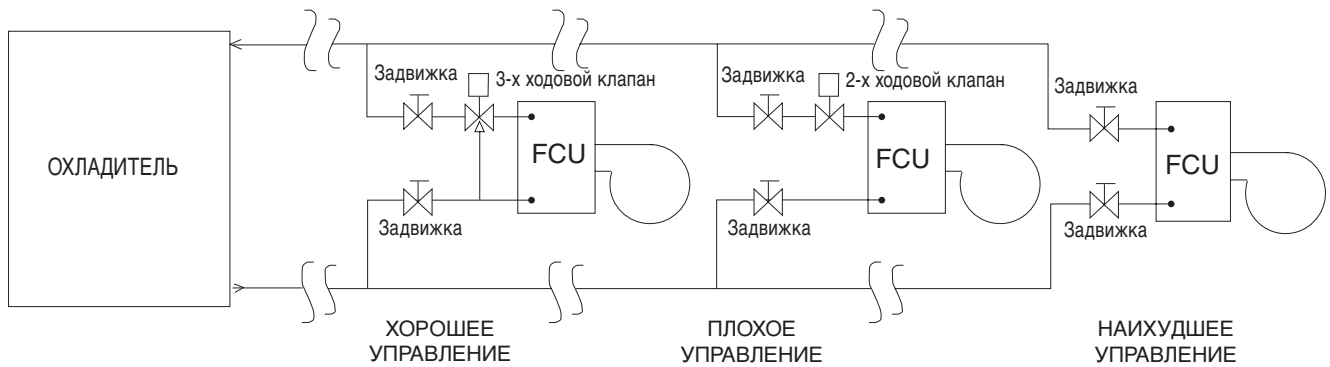 Задвижка
3-х ходовой клапан
Задвижка
2-х ходовой клапан
Задвижка
ОХЛАДИТЕЛЬ
FCU
FCU
FCU
Задвижка
Задвижка
Задвижка
ХОРОШЕЕ
УПРАВЛЕНИЕ
ПЛОХОЕ
УПРАВЛЕНИЕ
НАИХУДШЕЕ
УПРАВЛЕНИЕ